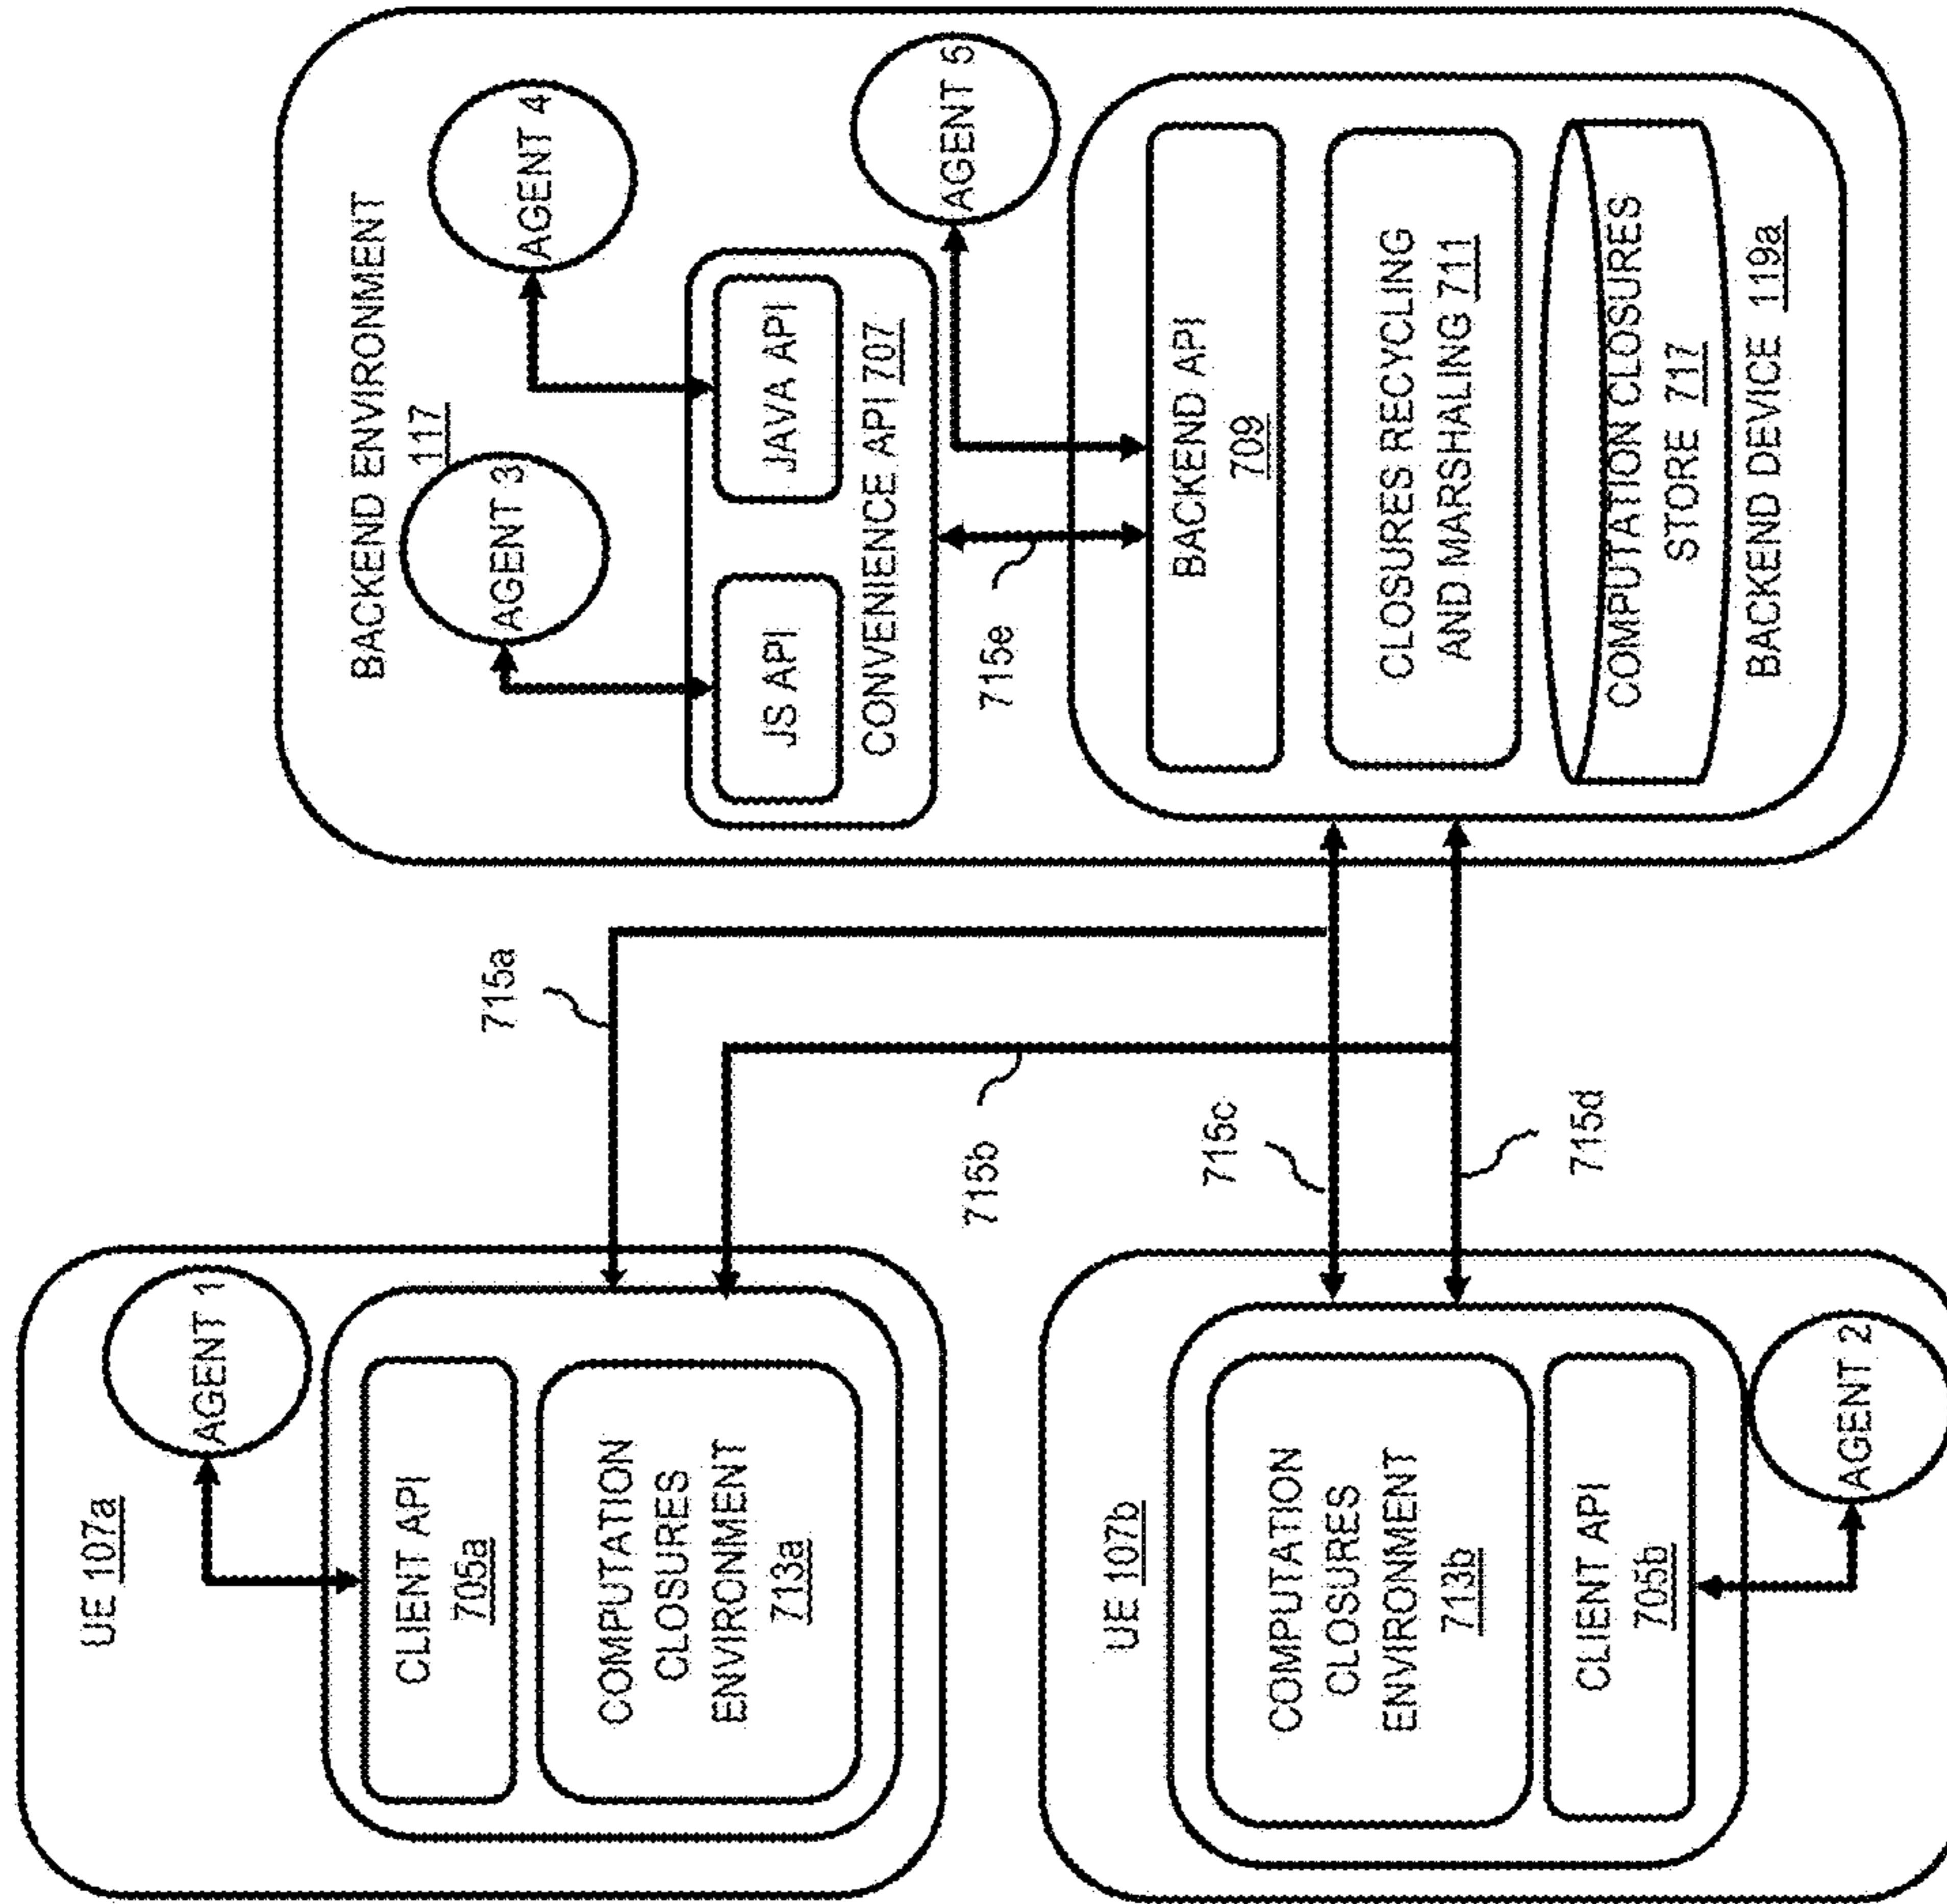 UE 107a
AGENT 1
CLIENT API
705a
COMPUTATION
CLOSURES
ENVIRONMENT
713a
UE 107b
COMPUTATION
CLOSURES
ENVIRONMENT
713b
CLIENT API
705b
AGENT 2
715a
715b
715c
715d
BACKEND ENVIRONMENT
117
AGENT 3
AGENT 4
JS API
JAVA API
CONVENIENCE API 707
AGENT 5
715e
BACKEND API
709
CLOSURES RECYCLING
AND MARSHALING 711
COMPUTATION CLOSURES
STORE 717
BACKEND DEVICE 119a